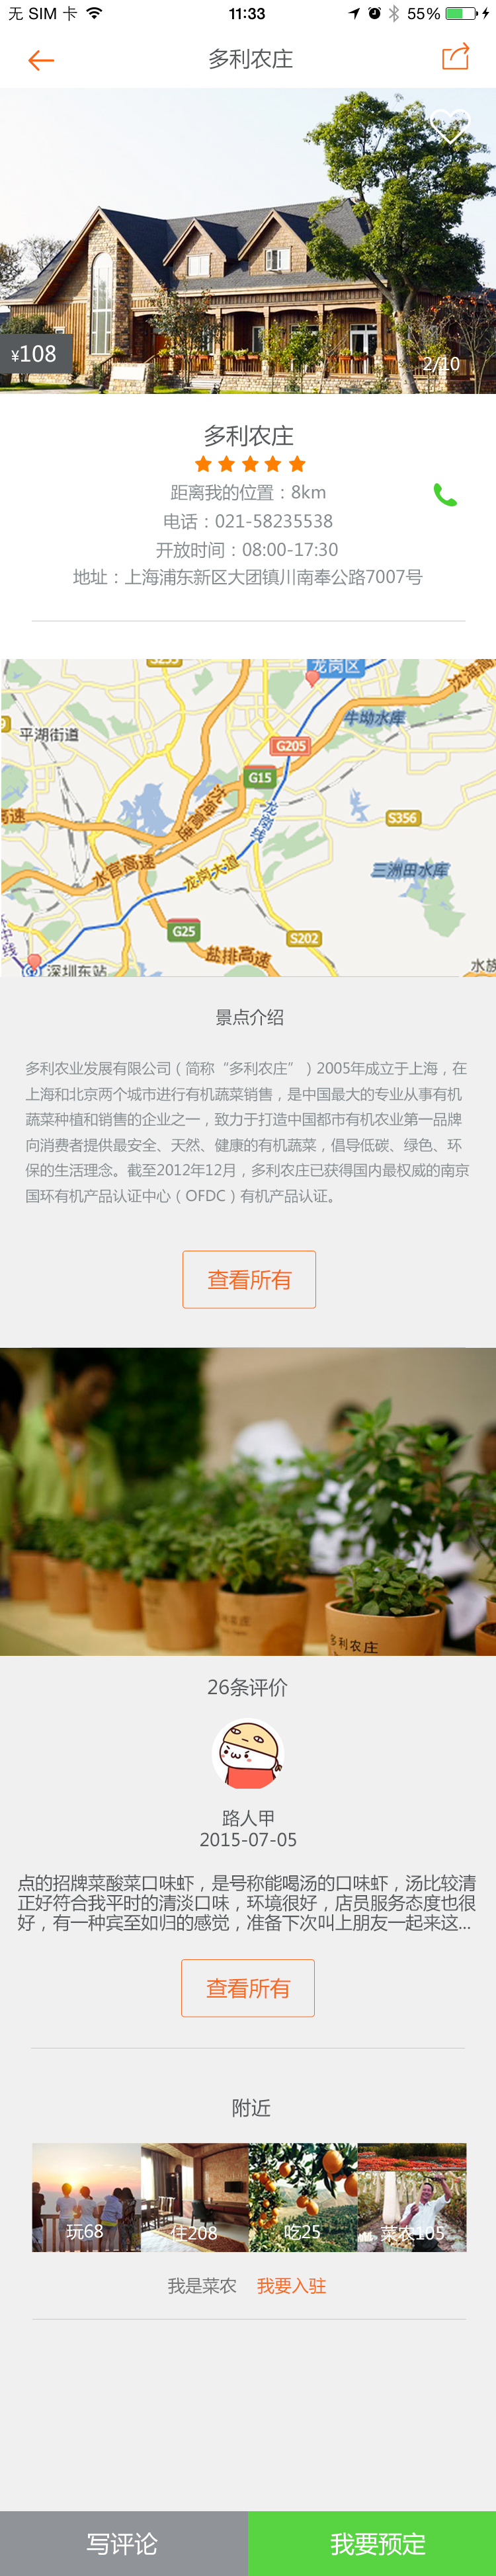 无 SIM 卡 11:33 55%
多利农庄
¥108
2/10
多利农庄
距离我的位置：8km
电话：021-58235538
开放时间：08:00-17:30
地址：上海浦东新区大团镇川南奉公路7007号
龙岗区
沈海高
平湖街道
牛坳水库
G205
G15
沈海高速
龙岗线
S356
高速
水官高速
龙岗大道
三洲田水库
中线
G25
S202
盐排高速
深圳东站
水族
景点介绍
多利农业发展有限公司（简称“多利农庄”）2005年成立于上海，在
上海和北京两个城市进行有机蔬菜销售，是中国最大的专业从事有机
蔬菜种植和销售的企业之一，致力于打造中国都市有机农业第一品牌
向消费者提供最安全、天然、健康的有机蔬菜，倡导低碳、绿色、环
保的生活理念。截至2012年12月，多利农庄已获得国内最权威的南京
国环有机产品认证中心（OFDC）有机产品认证。
查看所有
多利农庄
26条评价
路人甲
2015-07-05
点的招牌菜酸菜口味虾，是号称能喝汤的口味虾，汤比较清
正好符合我平时的清淡口味，环境很好，店员服务态度也很
好，有一种宾至如归的感觉，准备下次叫上朋友一起来这...
查看所有
附近
玩68 住208 吃25 菜农105
我是菜农 我要入驻
写评论 我要预定